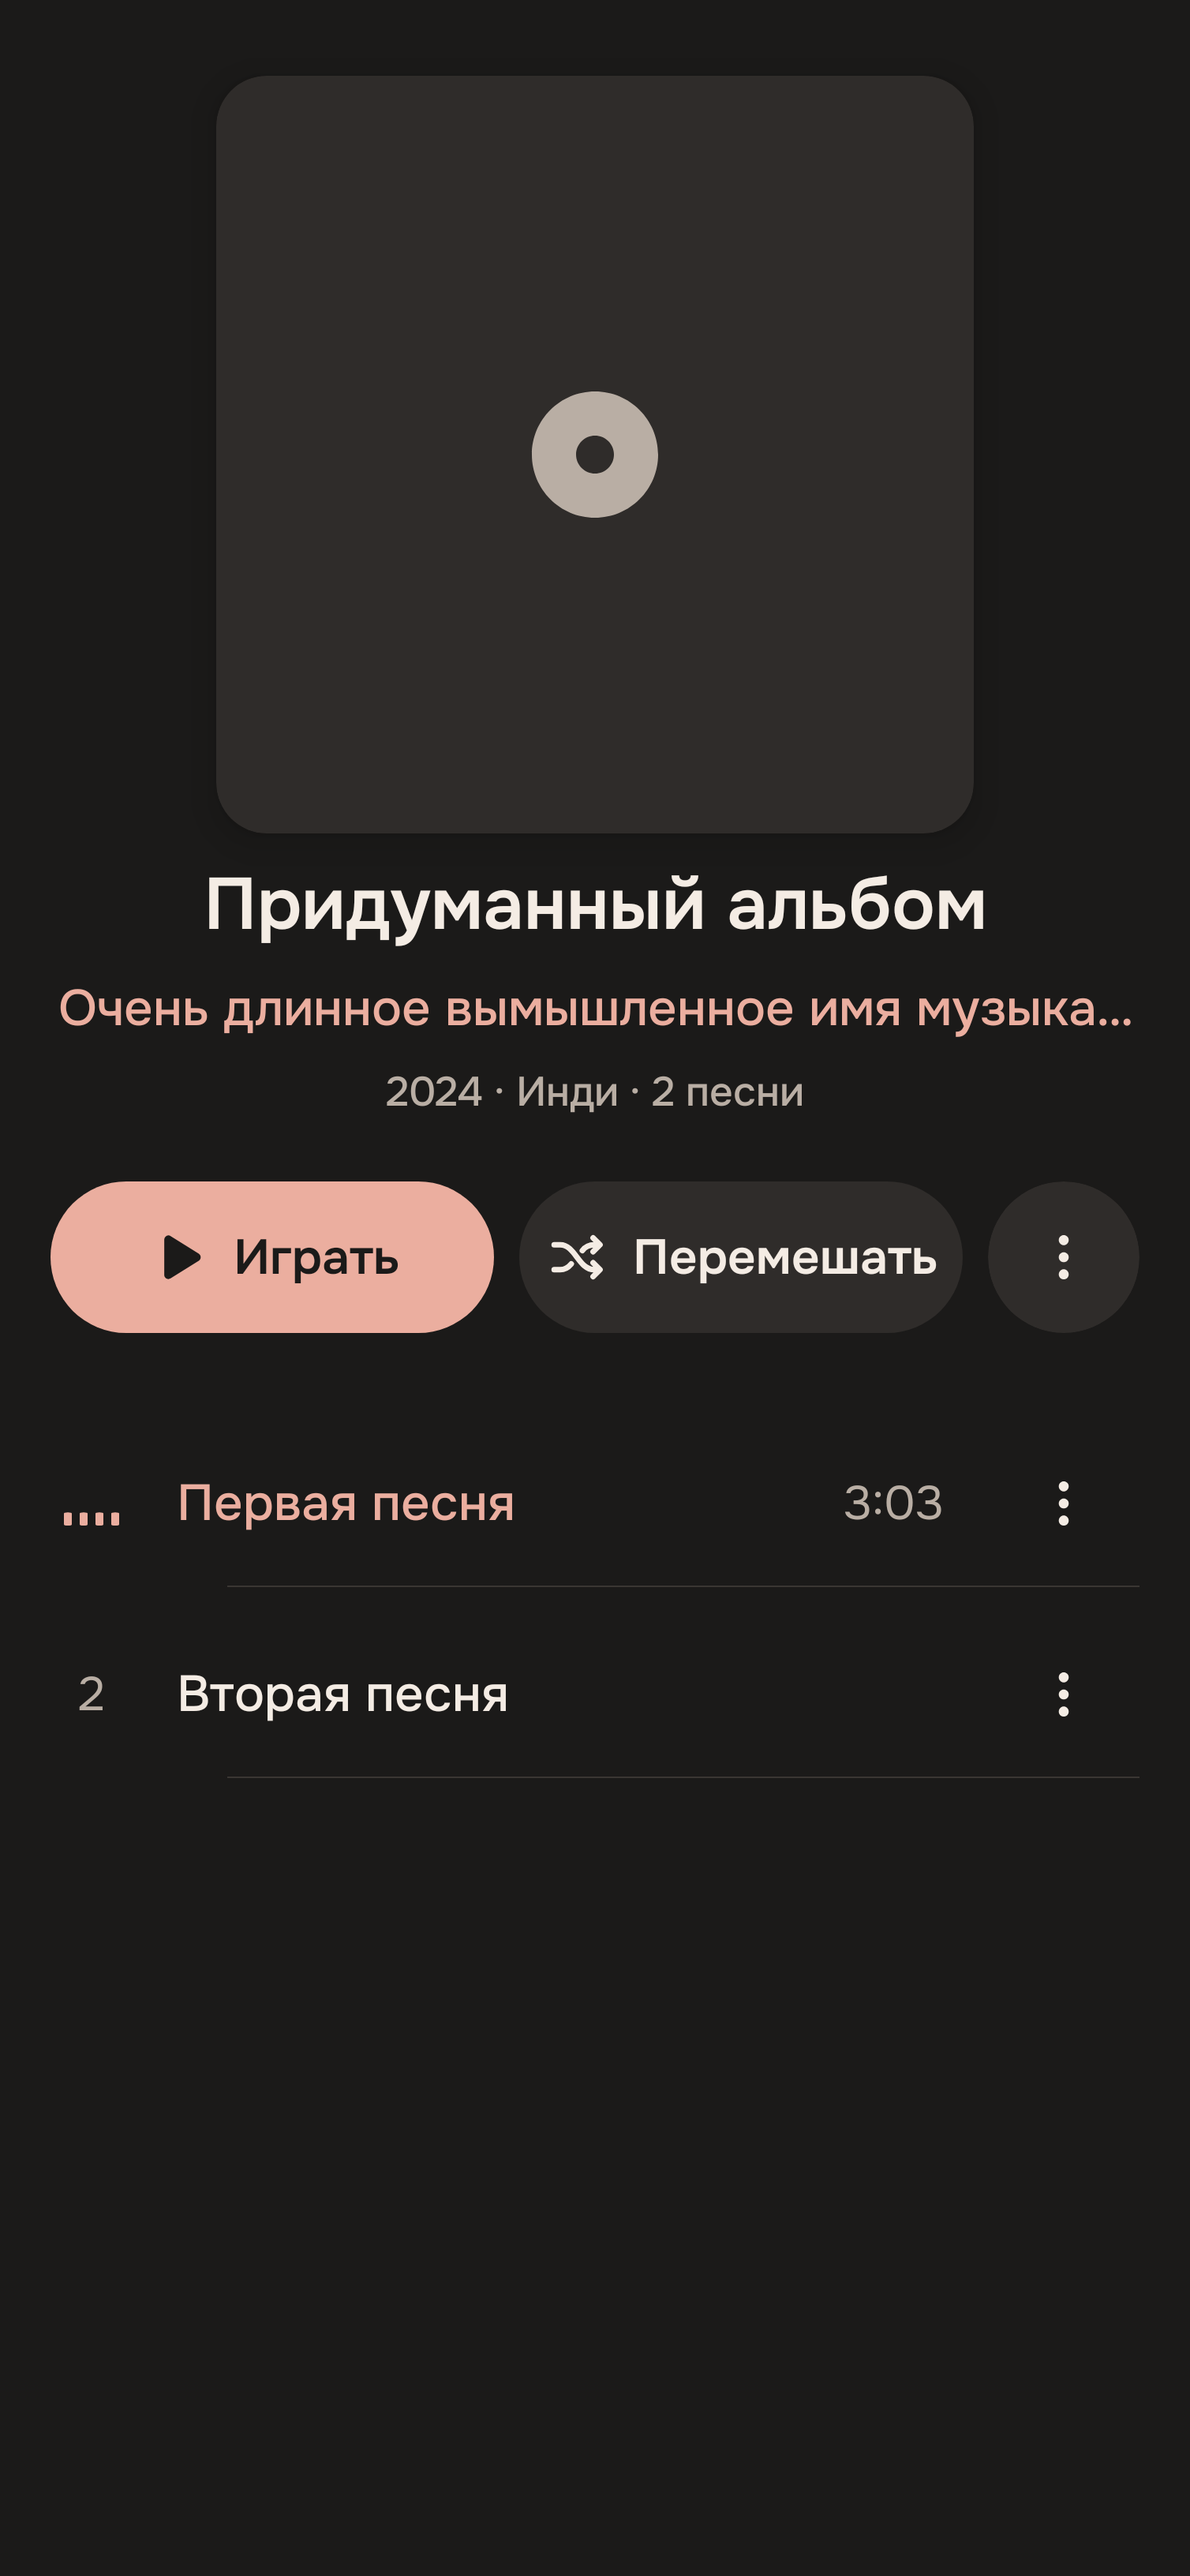 Придуманный альбом
Очень длинное вымышленное имя музыка...
2024 · Инди · 2 песни
Играть
Перемешать
Первая песня 3:03
2 Вторая песня